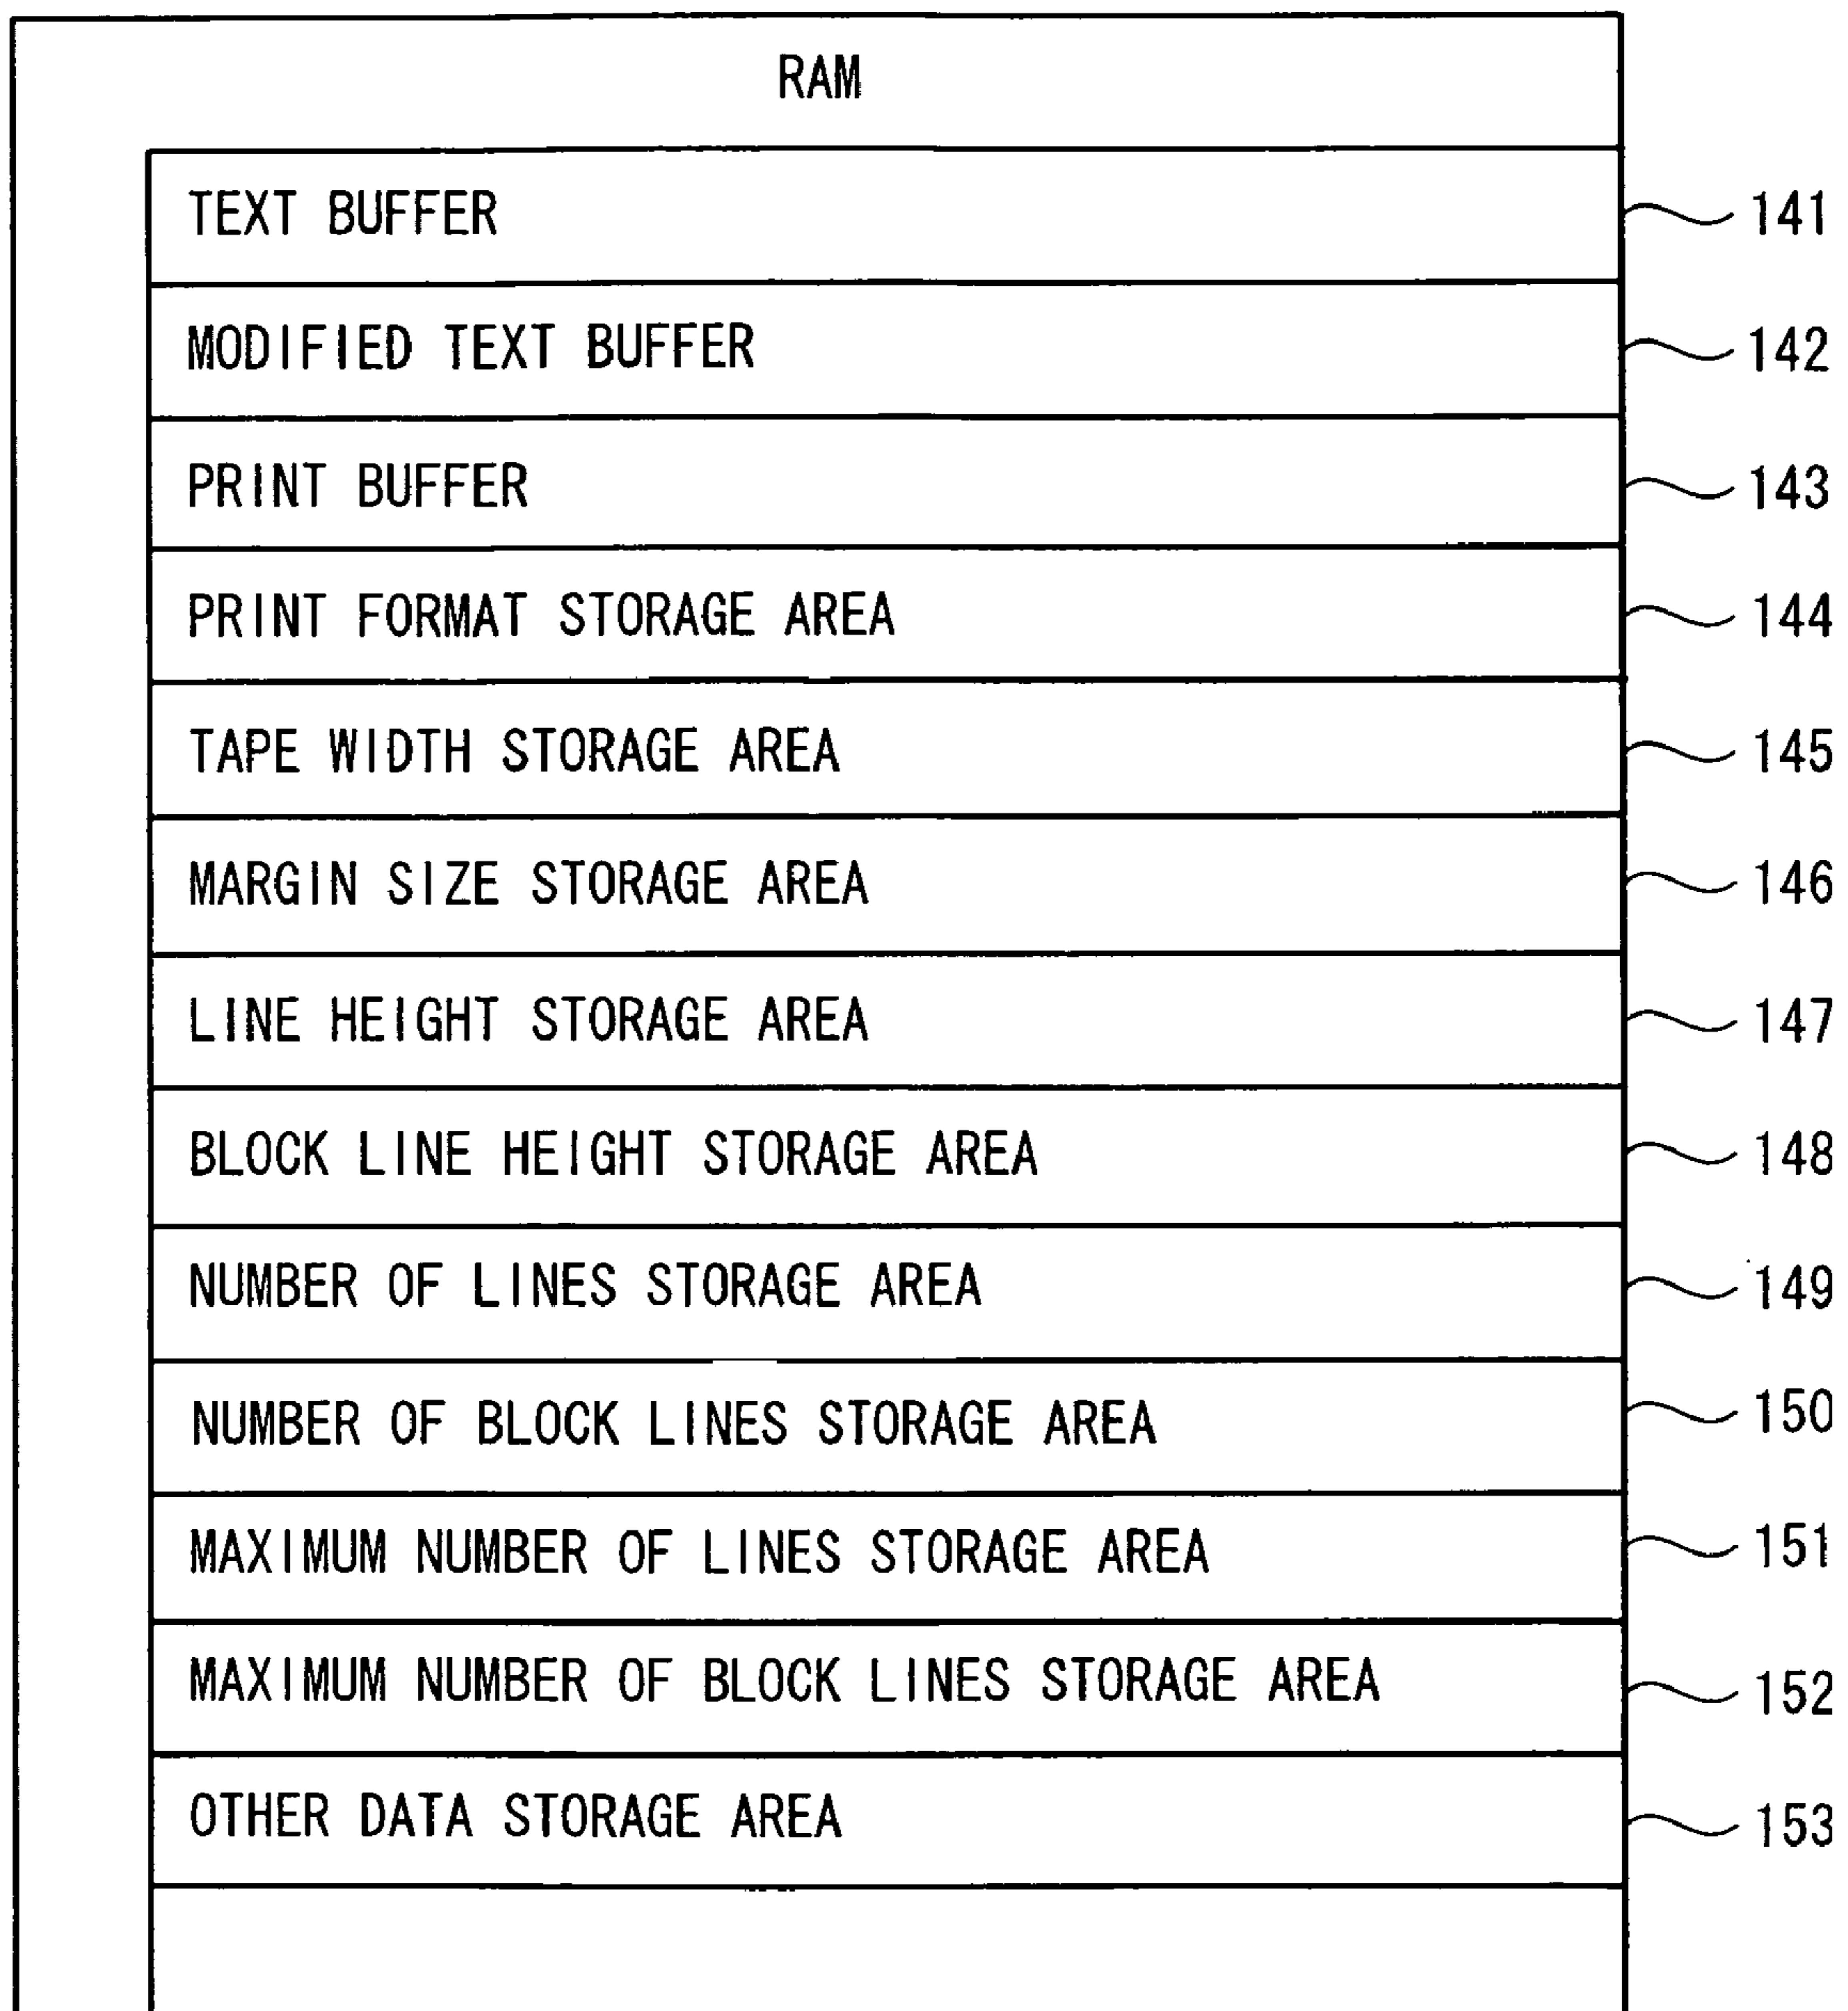 RAM
TEXT BUFFER 141
MODIFIED TEXT BUFFER 142
PRINT BUFFER 143
PRINT FORMAT STORAGE AREA 144
TAPE WIDTH STORAGE AREA 145
MARGIN SIZE STORAGE AREA 146
LINE HEIGHT STORAGE AREA 147
BLOCK LINE HEIGHT STORAGE AREA 148
NUMBER OF LINES STORAGE AREA 149
NUMBER OF BLOCK LINES STORAGE AREA 150
MAXIMUM NUMBER OF LINES STORAGE AREA 151
MAXIMUM NUMBER OF BLOCK LINES STORAGE AREA 152
OTHER DATA STORAGE AREA 153